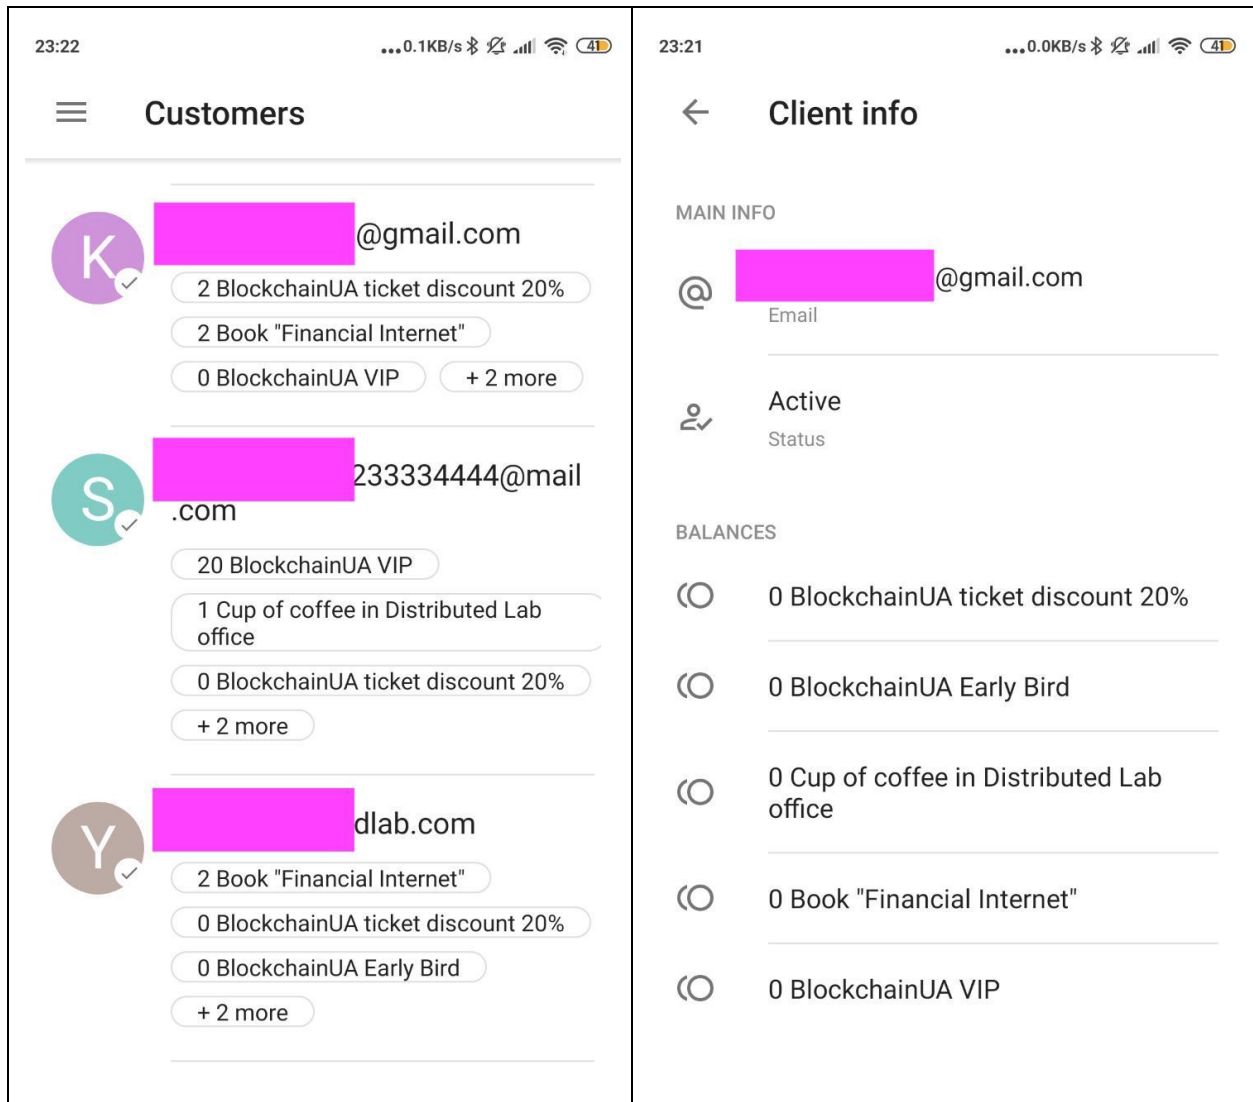 23:22
...0.1KB/s
41
Customers
K
@gmail.com
2 BlockchainUA ticket discount 20%
2 Book "Financial Internet"
0 BlockchainUA VIP
+ 2 more
S
233334444@mail
.com
20 BlockchainUA VIP
1 Cup of coffee in Distributed Lab
office
0 BlockchainUA ticket discount 20%
+ 2 more
Y
dlab.com
2 Book "Financial Internet"
0 BlockchainUA ticket discount 20%
0 BlockchainUA Early Bird
+ 2 more
23:21
...0.0KB/s
41
Client info
MAIN INFO
@gmail.com
Email
Active
Status
BALANCES
0 BlockchainUA ticket discount 20%
0 BlockchainUA Early Bird
0 Cup of coffee in Distributed Lab
office
0 Book "Financial Internet"
0 BlockchainUA VIP